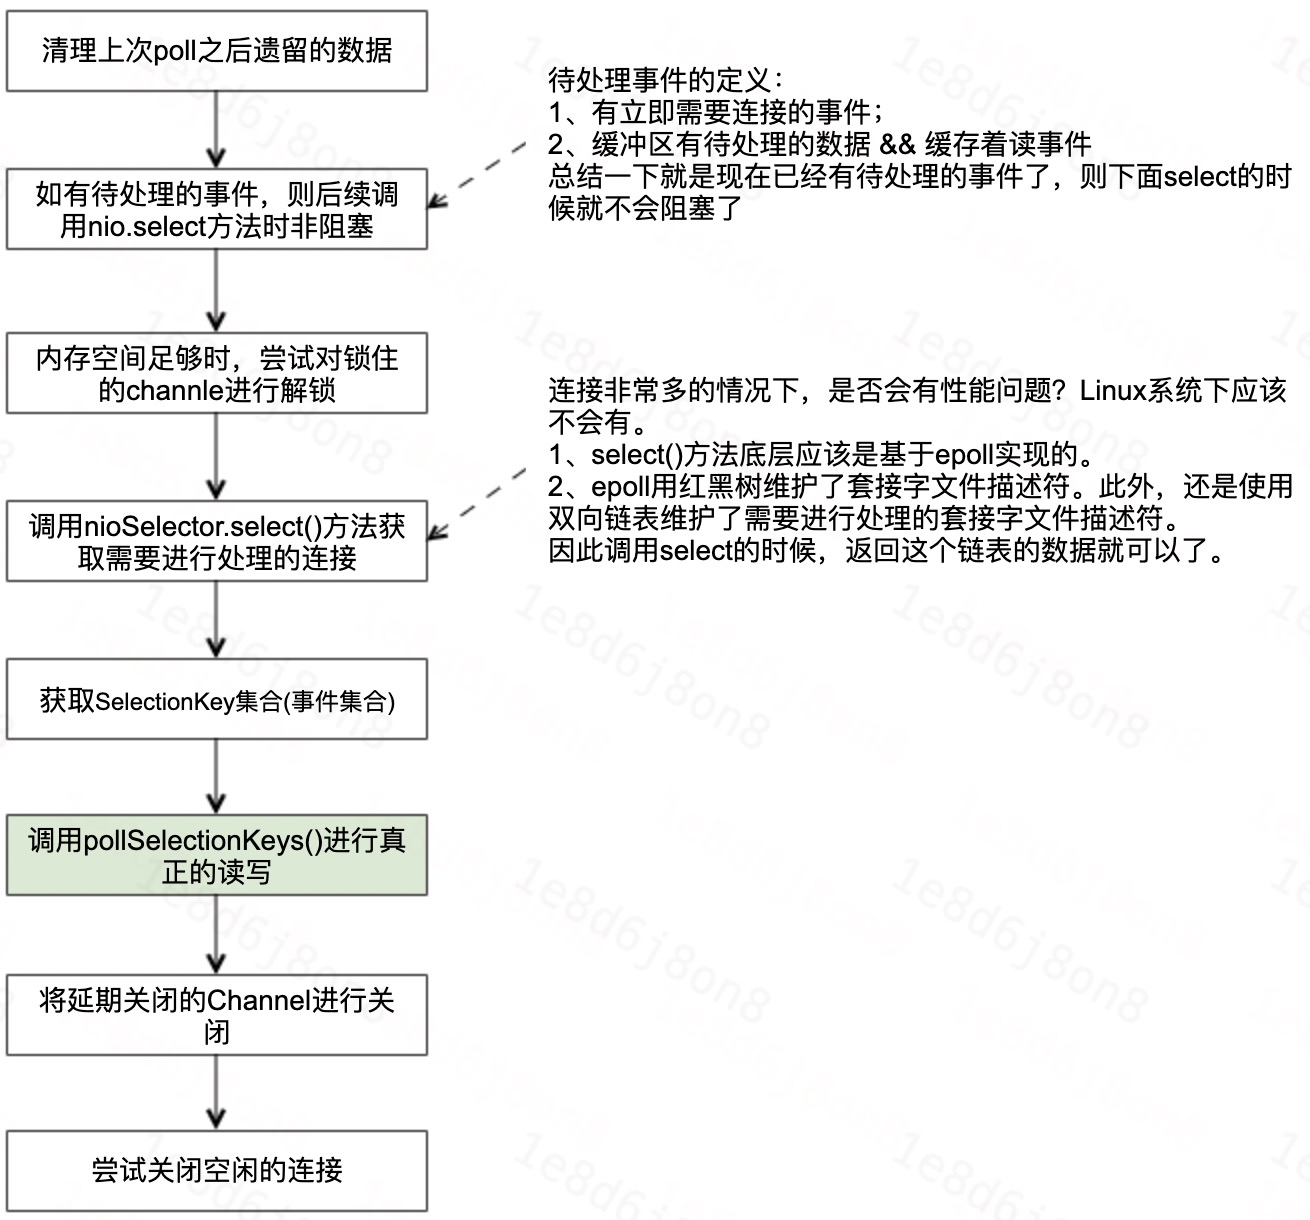 清理上次poll之后遗留的数据
待处理事件的定义：
1、有立即需要连接的事件；
2、缓冲区有待处理的数据 && 缓存着读事件
总结一下就是现在已经有待处理的事件了，则下面select的时
候就不会阻塞了
如有待处理的事件，则后续调
用nio.select方法时非阻塞
内存空间足够时，尝试对锁住
的channle进行解锁
连接非常多的情况下，是否会有性能问题？Linux系统下应该
不会有。
1、select()方法底层应该是基于epoll实现的。
2、epoll用红黑树维护了套接字文件描述符。此外，还是使用
双向链表维护了需要进行处理的套接字文件描述符。
因此调用select的时候，返回这个链表的数据就可以了。
调用nioSelector.select()方法获
取需要进行处理的连接
获取SelectionKey集合(事件集合)
调用pollSelectionKeys()进行真
正的读写
将延期关闭的Channel进行关
闭
尝试关闭空闲的连接
1e8d6j8on8